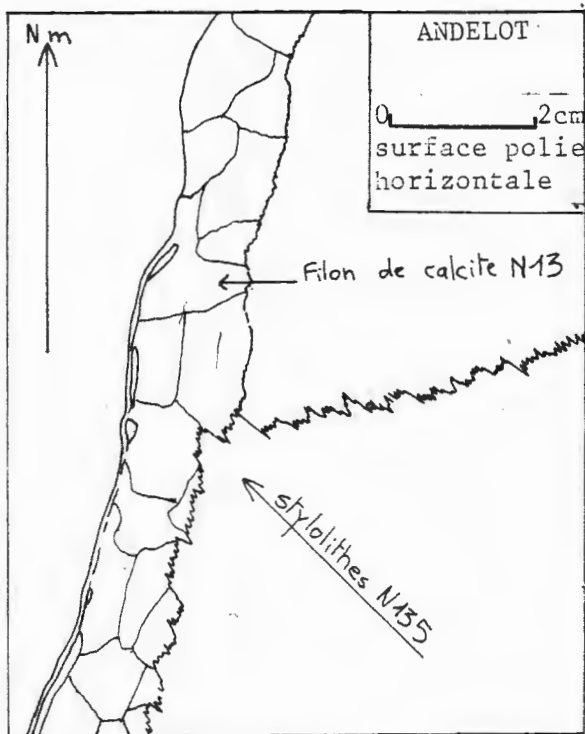 N m
ANDELOT
0 2cm
surface polie
horizontale
Filon de calcite N13
stylolithes N135